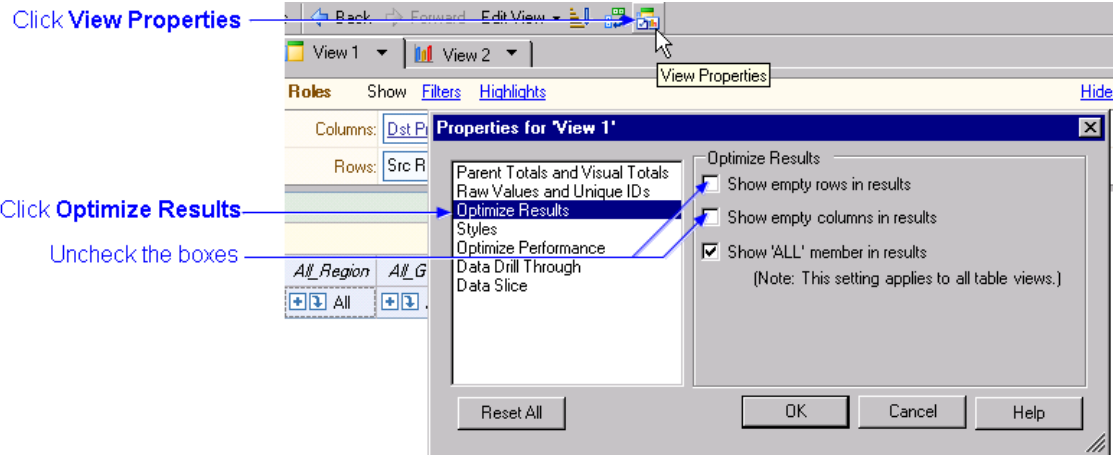 Click View Properties
Back Forward Edit View
View 1 View 2
View Properties
Roles Show Filters Highlights Hide
Columns: Dst P
Rows: Src R
Properties for 'View 1'
Click Optimize Results
Uncheck the boxes
Parent Totals and Visual Totals
Raw Values and Unique IDs
Optimize Results
Styles
Optimize Performance
Data Drill Through
Data Slice
Optimize Results
Show empty rows in results
Show empty columns in results
Show 'ALL' member in results
(Note: This setting applies to all table views.)
All_Region All_G
All
Reset All OK Cancel Help